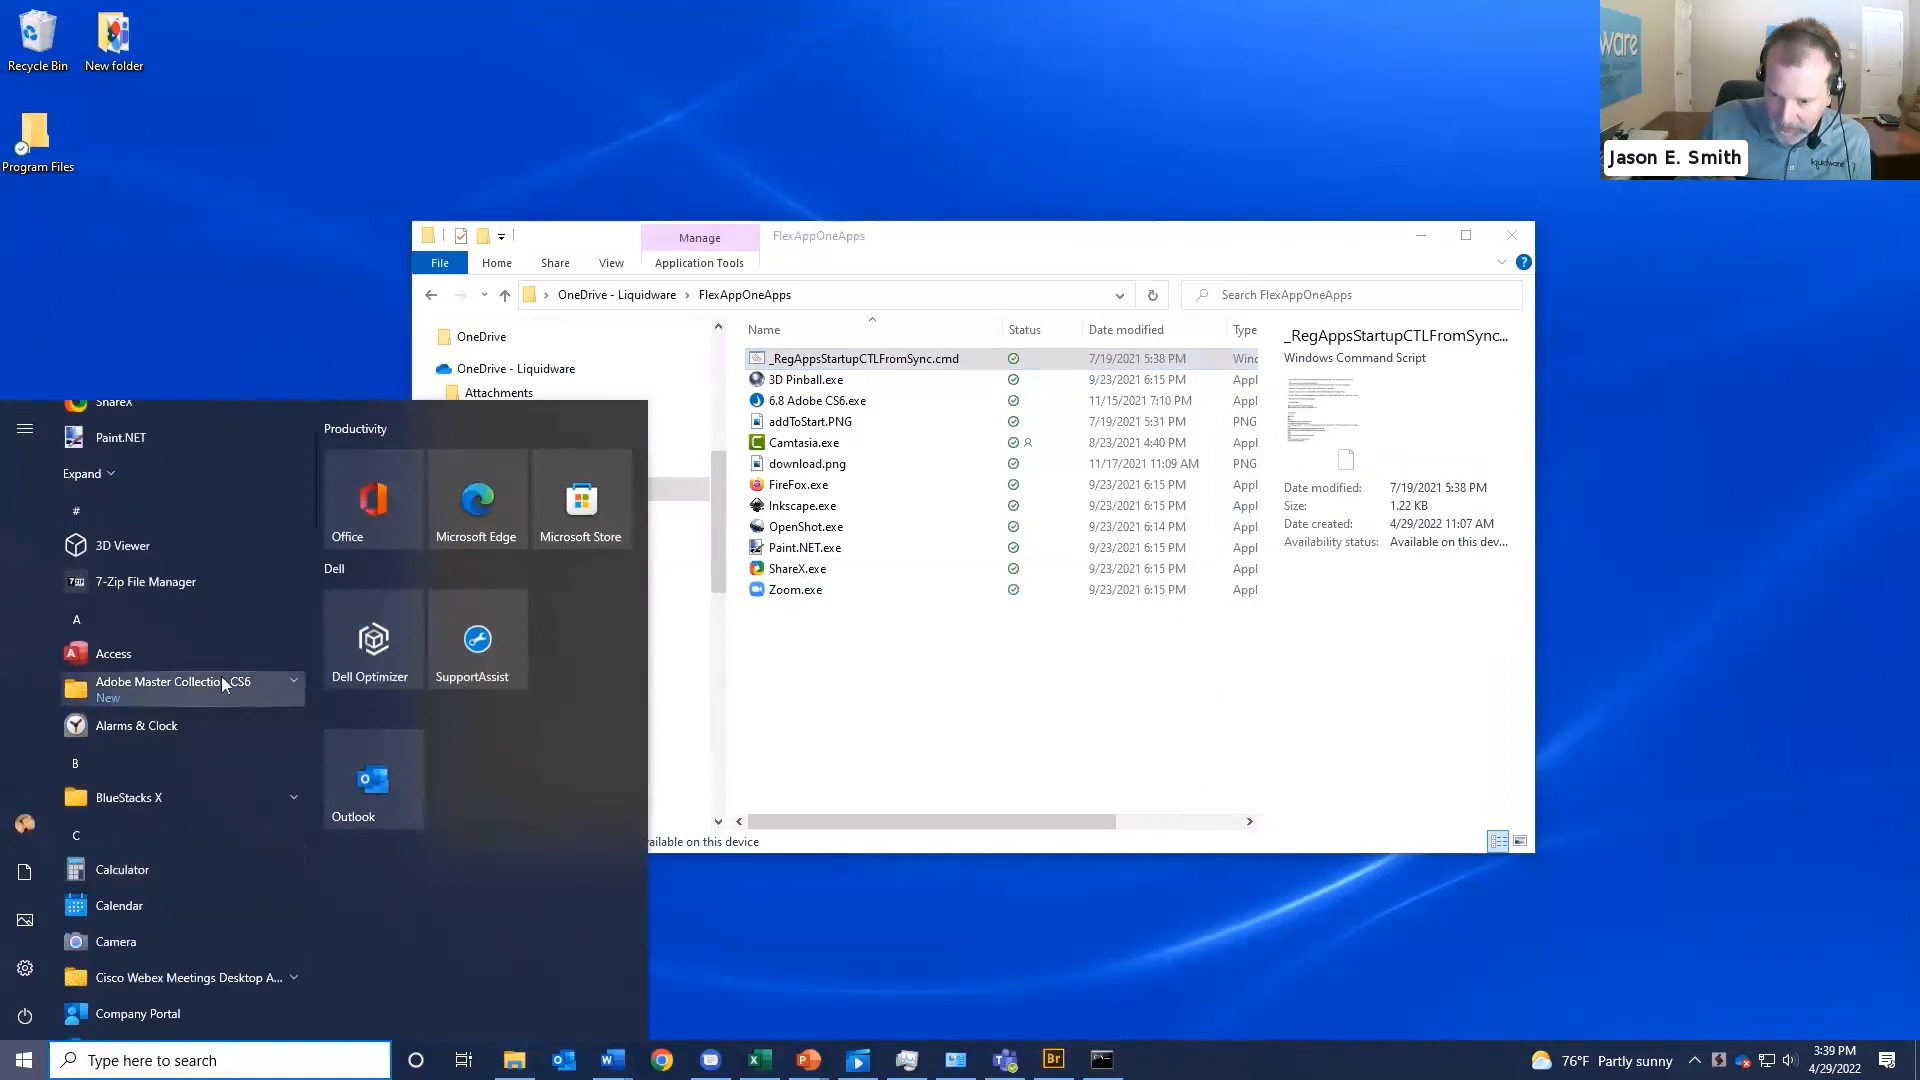 Recycle Bin
New folder
Program Files
ware
liquidware
Jason E. Smith
Manage
FlexAppOneApps
File
Home
Share
View
Application Tools
OneDrive - Liquidware › FlexAppOneApps
Search FlexAppOneApps
OneDrive
OneDrive - Liquidware
Attachments
Name
Status
Date modified
Type
_RegAppsStartupCTLFromSync.cmd 7/19/2021 5:38 PM Winc
3D Pinball.exe 9/23/2021 6:15 PM Appl
6.8 Adobe CS6.exe 11/15/2021 7:10 PM Appl
addToStart.PNG 7/19/2021 5:31 PM PNG
Camtasia.exe 8/23/2021 4:40 PM Appl
download.png 11/17/2021 11:09 AM PNG
FireFox.exe 9/23/2021 6:15 PM Appl
Inkscape.exe 9/23/2021 6:15 PM Appl
OpenShot.exe 9/23/2021 6:14 PM Appl
Paint.NET.exe 9/23/2021 6:15 PM Appl
ShareX.exe 9/23/2021 6:15 PM Appl
Zoom.exe 9/23/2021 6:15 PM Appl
_RegAppsStartupCTLFromSync...
Windows Command Script
Date modified: 7/19/2021 5:38 PM
Size: 1.22 KB
Date created: 4/29/2022 11:07 AM
Availability status: Available on this dev...
vailable on this device
ShareX
Paint.NET
Expand
#
3D Viewer
7-Zip File Manager
A
Access
Adobe Master Collection CS6
New
Alarms & Clock
B
BlueStacks X
C
Calculator
Calendar
Camera
Cisco Webex Meetings Desktop A...
Company Portal
Productivity
Office
Microsoft Edge
Microsoft Store
Dell
Dell Optimizer
SupportAssist
Outlook
Type here to search
Br
76°F Partly sunny
3:39 PM
4/29/2022